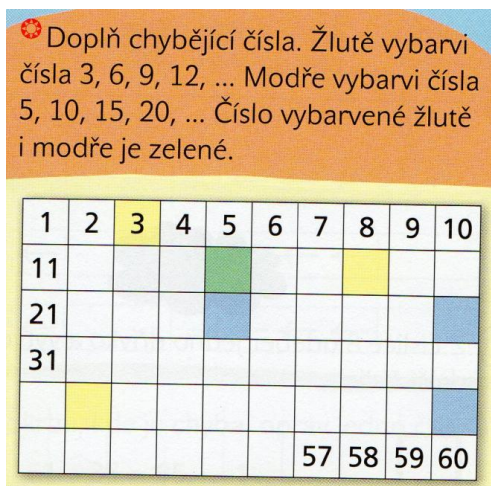 Doplň chybějící čísla. Žlutě vybarvi
čísla 3, 6, 9, 12, ... Modře vybarvi čísla
5, 10, 15, 20, ... Číslo vybarvené žlutě
i modře je zelené.
1 2 3 4 5 6 7 8 9 10
11
21
31
57 58 59 60